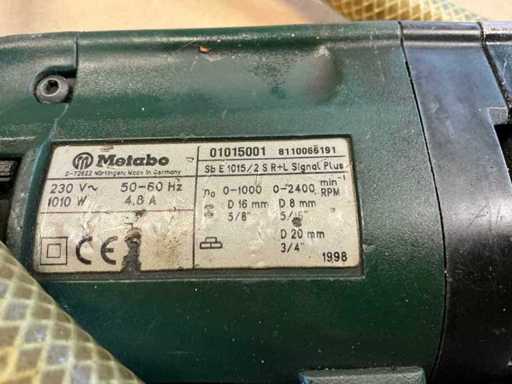 Metabo
D-72622 Nürtingen, Made in Germany
01015001 8110066191
Sb E 1015/2 S R+L Signal Plus
230 V~ 50-60 Hz
1010 W 4.8 A
n₀ 0-1000 0-2400 min⁻¹ RPM
D 16 mm D 8 mm
5/8" 5/16"
D 20 mm
3/4"
CE
1998